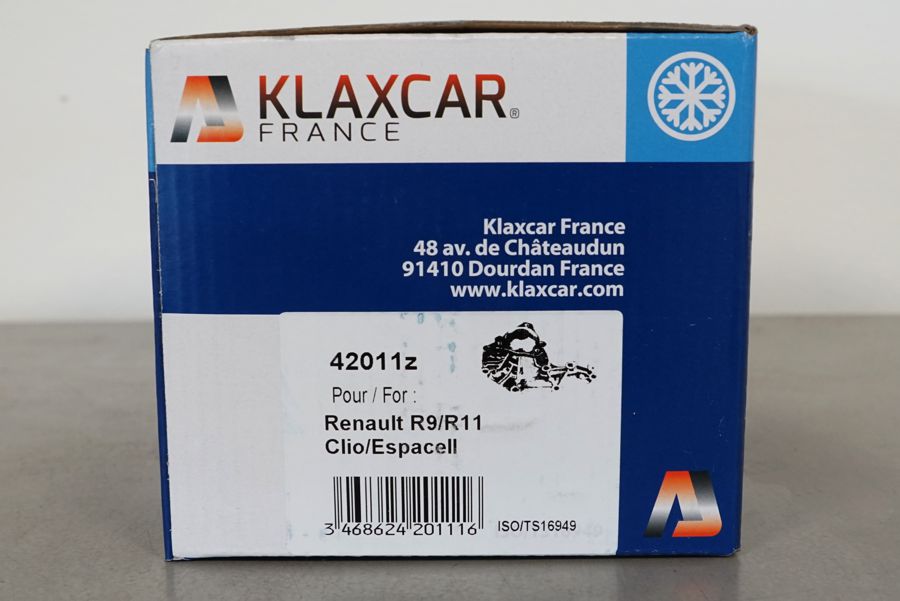 KLAXCAR®
FRANCE
Klaxcar France
48 av. de Châteaudun
91410 Dourdan France
www.klaxcar.com
42011z
Pour / For :
Renault R9/R11
Clio/EspaceII
3 468624 201116
ISO/TS16949